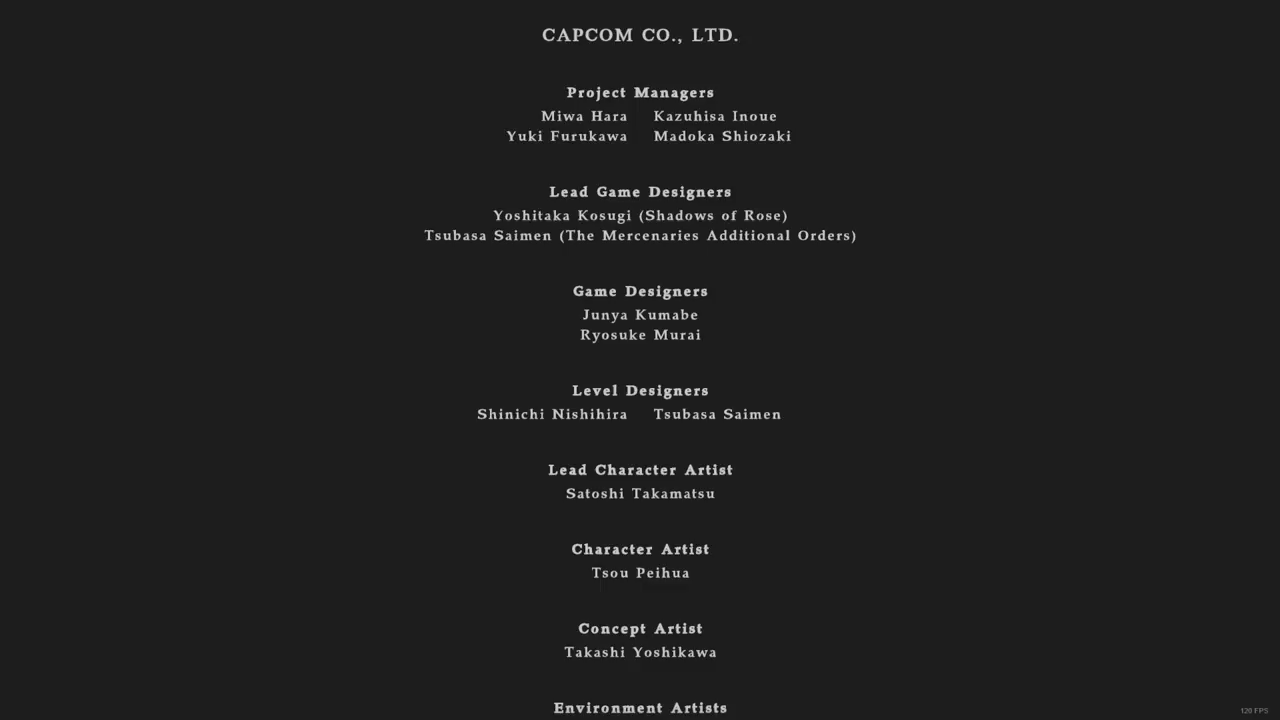 CAPCOM CO., LTD.
Project Managers
Miwa Hara Kazuhisa Inoue
Yuki Furukawa Madoka Shiozaki
Lead Game Designers
Yoshitaka Kosugi (Shadows of Rose)
Tsubasa Saimen (The Mercenaries Additional Orders)
Game Designers
Junya Kumabe
Ryosuke Murai
Level Designers
Shinichi Nishihira Tsubasa Saimen
Lead Character Artist
Satoshi Takamatsu
Character Artist
Tsou Peihua
Concept Artist
Takashi Yoshikawa
Environment Artists
120 FPS